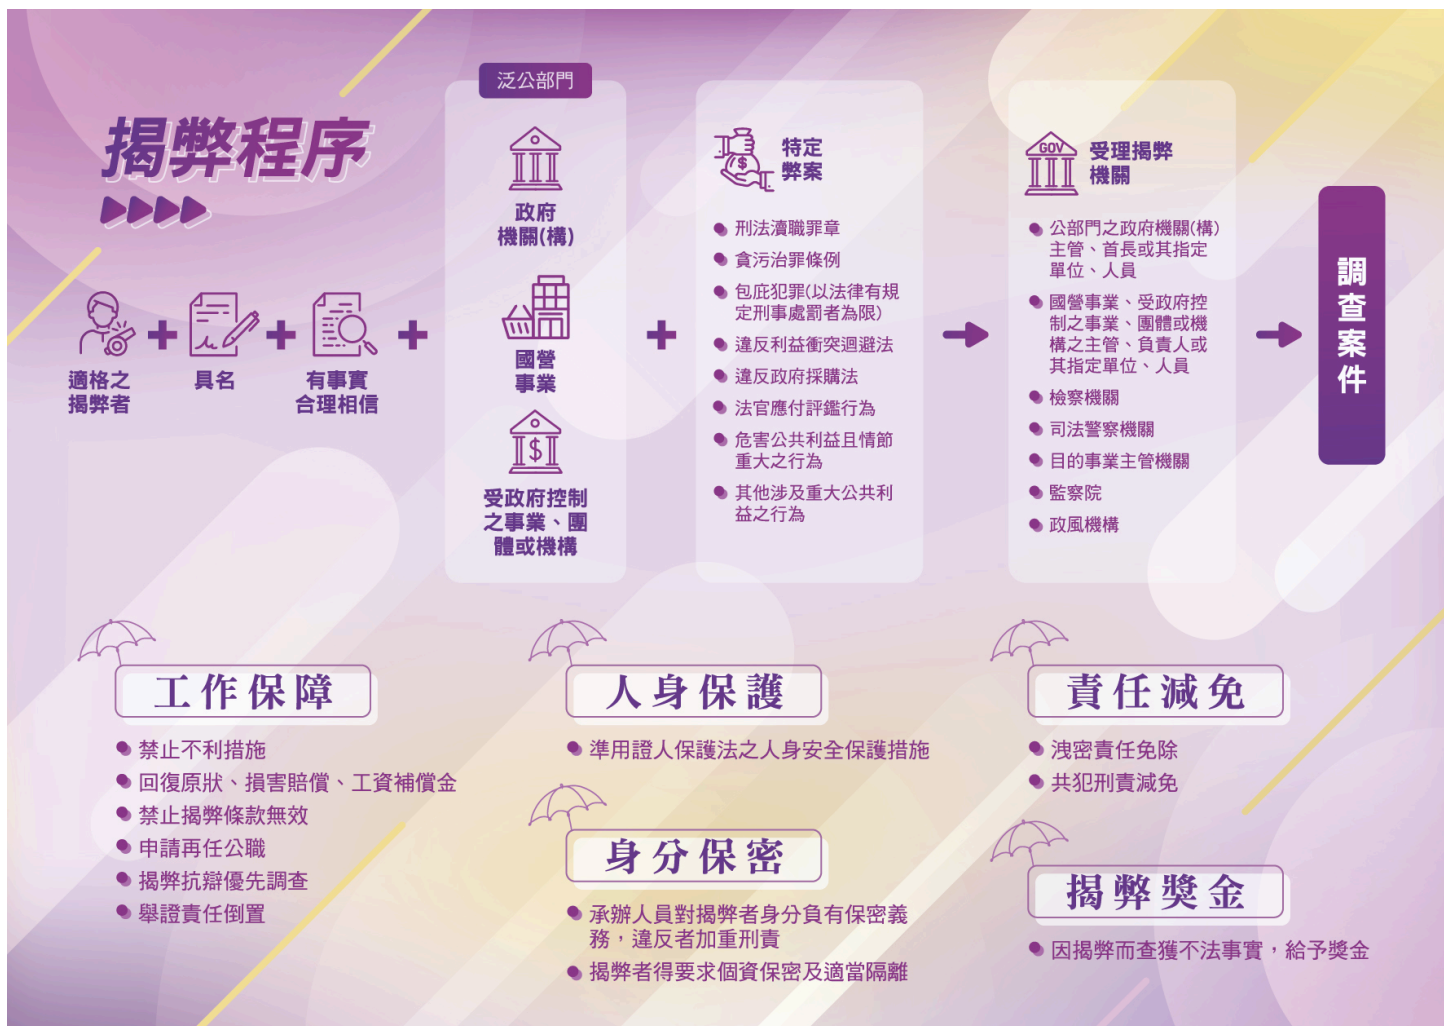 揭弊程序
適格之
揭弊者
具名
有事實
合理相信
泛公部門
政府
機關(構)
國營
事業
受政府控制
之事業、團
體或機構
特定
弊案
刑法瀆職罪章
貪污治罪條例
包庇犯罪(以法律有規
定刑事處罰者為限)
違反利益衝突迴避法
違反政府採購法
法官應付評鑑行為
危害公共利益且情節
重大之行為
其他涉及重大公共利
益之行為
GOV
受理揭弊
機關
公部門之政府機關(構)
主管、首長或其指定
單位、人員
國營事業、受政府控
制之事業、團體或機
構之主管、負責人或
其指定單位、人員
檢察機關
司法警察機關
目的事業主管機關
監察院
政風機構
調查案件
工作保障
禁止不利措施
回復原狀、損害賠償、工資補償金
禁止揭弊條款無效
申請再任公職
揭弊抗辯優先調查
舉證責任倒置
人身保護
準用證人保護法之人身安全保護措施
身分保密
承辦人員對揭弊者身分負有保密義
務，違反者加重刑責
揭弊者得要求個資保密及適當隔離
責任減免
洩密責任免除
共犯刑責減免
揭弊獎金
因揭弊而查獲不法事實，給予獎金